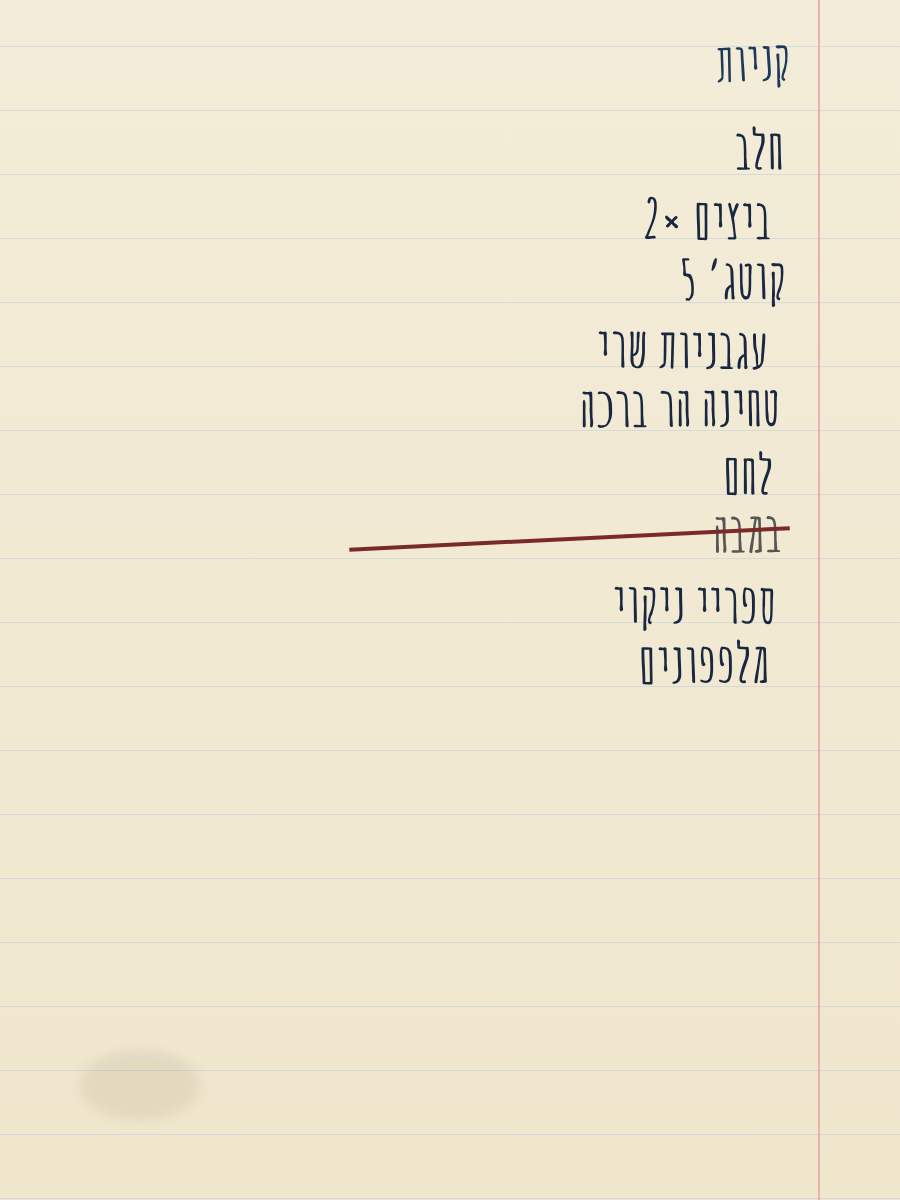 קניות
חלב
ביצים ×2
קוטג' 5
עגבניות שרי
טחינה הר ברכה
לחם
במבה
ספריי ניקוי
מלפפונים